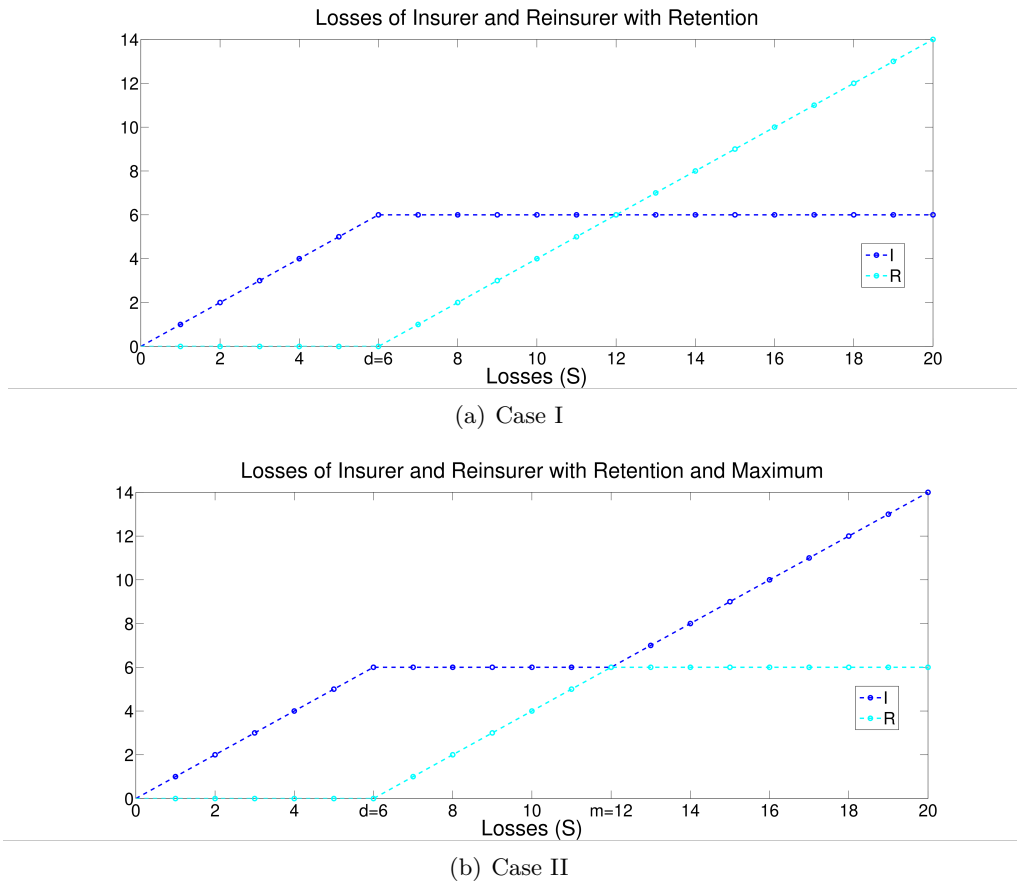 Losses of Insurer and Reinsurer with Retention
14
12
10
8
6
4
2
0
I
R
0 2 4 d=6 8 10 12 14 16 18 20
Losses (S)
(a) Case I
Losses of Insurer and Reinsurer with Retention and Maximum
14
12
10
8
6
4
2
0
I
R
0 2 4 d=6 8 10 m=12 14 16 18 20
Losses (S)
(b) Case II